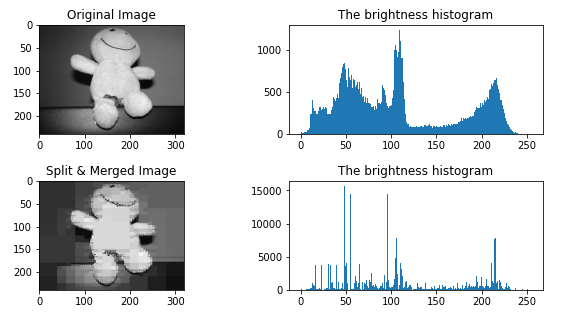 Original Image
0
50
100
150
200
0 100 200 300
The brightness histogram
1000
500
0
0 50 100 150 200 250
Split & Merged Image
0
50
100
150
200
0 100 200 300
The brightness histogram
15000
10000
5000
0
0 50 100 150 200 250